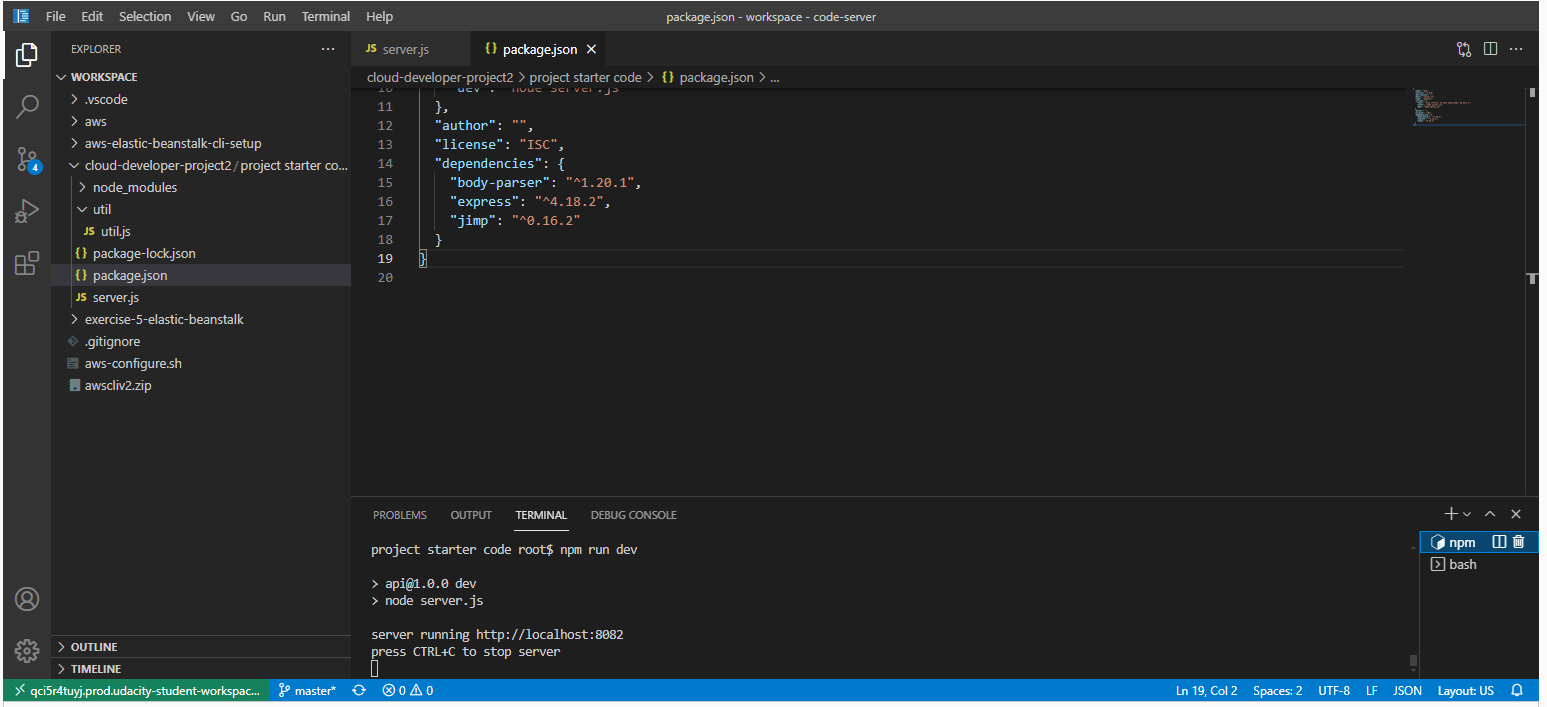 File Edit Selection View Go Run Terminal Help
package.json - workspace - code-server
EXPLORER
WORKSPACE
.vscode
aws
aws-elastic-beanstalk-cli-setup
cloud-developer-project2 / project starter co...
node_modules
util
JS util.js
{} package-lock.json
{} package.json
JS server.js
exercise-5-elastic-beanstalk
.gitignore
aws-configure.sh
awscliv2.zip
OUTLINE
TIMELINE
4
JS server.js
{} package.json
cloud-developer-project2 > project starter code > {} package.json > ...
10 "dev": "node server.js"
11 },
12 "author": "",
13 "license": "ISC",
14 "dependencies": {
15 "body-parser": "^1.20.1",
16 "express": "^4.18.2",
17 "jimp": "^0.16.2"
18 }
19 }
20
PROBLEMS OUTPUT TERMINAL DEBUG CONSOLE
project starter code root$ npm run dev
> api@1.0.0 dev
> node server.js
server running http://localhost:8082
press CTRL+C to stop server
npm
bash
qci5r4tuyj.prod.udacity-student-workspac... master* 0 0 Ln 19, Col 2 Spaces: 2 UTF-8 LF JSON Layout: US